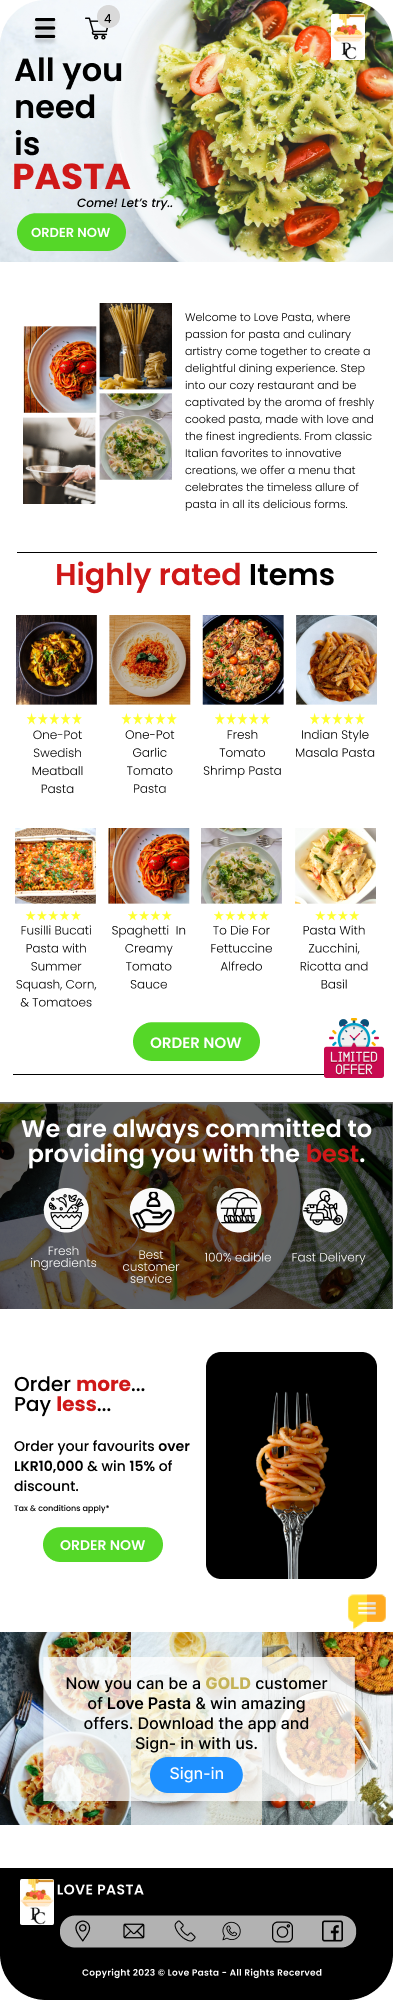 4
PC
All you
need
is
PASTA
Come! Let's try..
ORDER NOW
Welcome to Love Pasta, where
passion for pasta and culinary
artistry come together to create a
delightful dining experience. Step
into our cozy restaurant and be
captivated by the aroma of freshly
cooked pasta, made with love and
the finest ingredients. From classic
Italian favorites to innovative
creations, we offer a menu that
celebrates the timeless allure of
pasta in all its delicious forms.
Highly rated Items
One-Pot
Swedish
Meatball
Pasta
One-Pot
Garlic
Tomato
Pasta
Fresh
Tomato
Shrimp Pasta
Indian Style
Masala Pasta
Fusilli Bucati
Pasta with
Summer
Squash, Corn,
& Tomatoes
Spaghetti In
Creamy
Tomato
Sauce
To Die For
Fettuccine
Alfredo
Pasta With
Zucchini,
Ricotta and
Basil
ORDER NOW
LIMITED
OFFER
We are always committed to
providing you with the best.
Fresh
ingredients
Best
customer
service
100% edible
Fast Delivery
Order more...
Pay less...
Order your favourits over
LKR10,000 & win 15% of
discount.
Tax & conditions apply*
ORDER NOW
Now you can be a GOLD customer
of Love Pasta & win amazing
offers. Download the app and
Sign- in with us.
Sign-in
PC
LOVE PASTA
Copyright 2023 © Love Pasta - All Rights Recerved